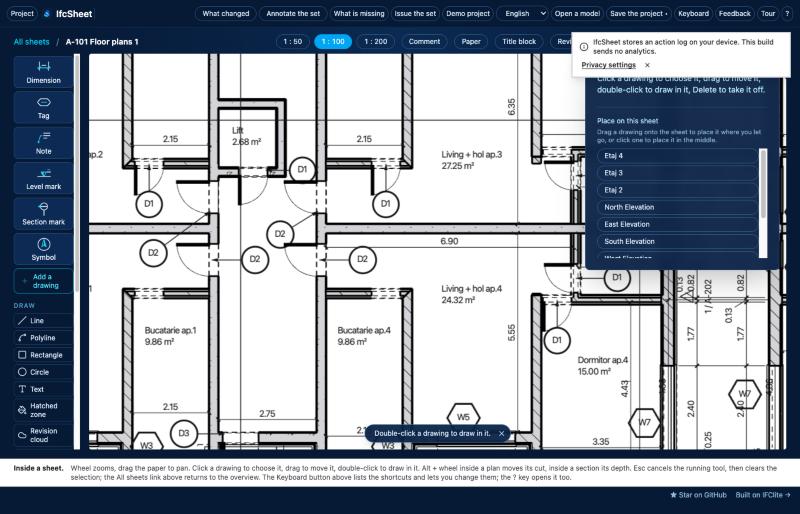 Project IfcSheet What changed Annotate the set What is missing Issue the set Demo project English Open a model Save the project Keyboard Feedback Tour ?
All sheets / A-101 Floor plans 1 1 : 50 1 : 100 1 : 200 Comment Paper Title block
IfcSheet stores an action log on your device. This build
sends no analytics.
Privacy settings ×
Click a drawing to choose it, drag to move it,
double-click to draw in it, Delete to take it off.
Place on this sheet
Drag a drawing onto the sheet to place it where you let
go, or click one to place it in the middle.
Etaj 4
Etaj 3
Etaj 2
North Elevation
East Elevation
South Elevation
West Elevation
Dimension
Tag
Note
Level mark
Section mark
Symbol
+ Add a
drawing
DRAW
Line
Polyline
Rectangle
Circle
Text
Hatched
zone
Revision
cloud
6.35
Lift
2.68 m²
2.15
2.15
ap.2
Living + hol ap.3
27.25 m²
D1
D1
D1
D2
D2
D2
D2
6.90
D1
Living + hol ap.4
24.32 m²
Bucatarie ap.1
9.86 m²
Bucatarie ap.4
9.86 m²
5.55
D1
Dormitor ap.4
15.00 m²
4.43
0.13
0.82
1 / A-202
0.82
0.13
1.77
1.77
2.15
2.75
W5
W7
W7
2.40
2.40
D3
W3
W3
3.35
0.25
Double-click a drawing to draw in it. ×
Inside a sheet. Wheel zooms, drag the paper to pan. Click a drawing to choose it, drag to move it, double-click to draw in it. Alt + wheel inside a plan moves its cut, inside a section its depth. Esc cancels the running tool, then clears the
selection; the All sheets link above returns to the overview. The Keyboard button above lists the shortcuts and lets you change them; the ? key opens it too.
★ Star on GitHub Built on IFClite →